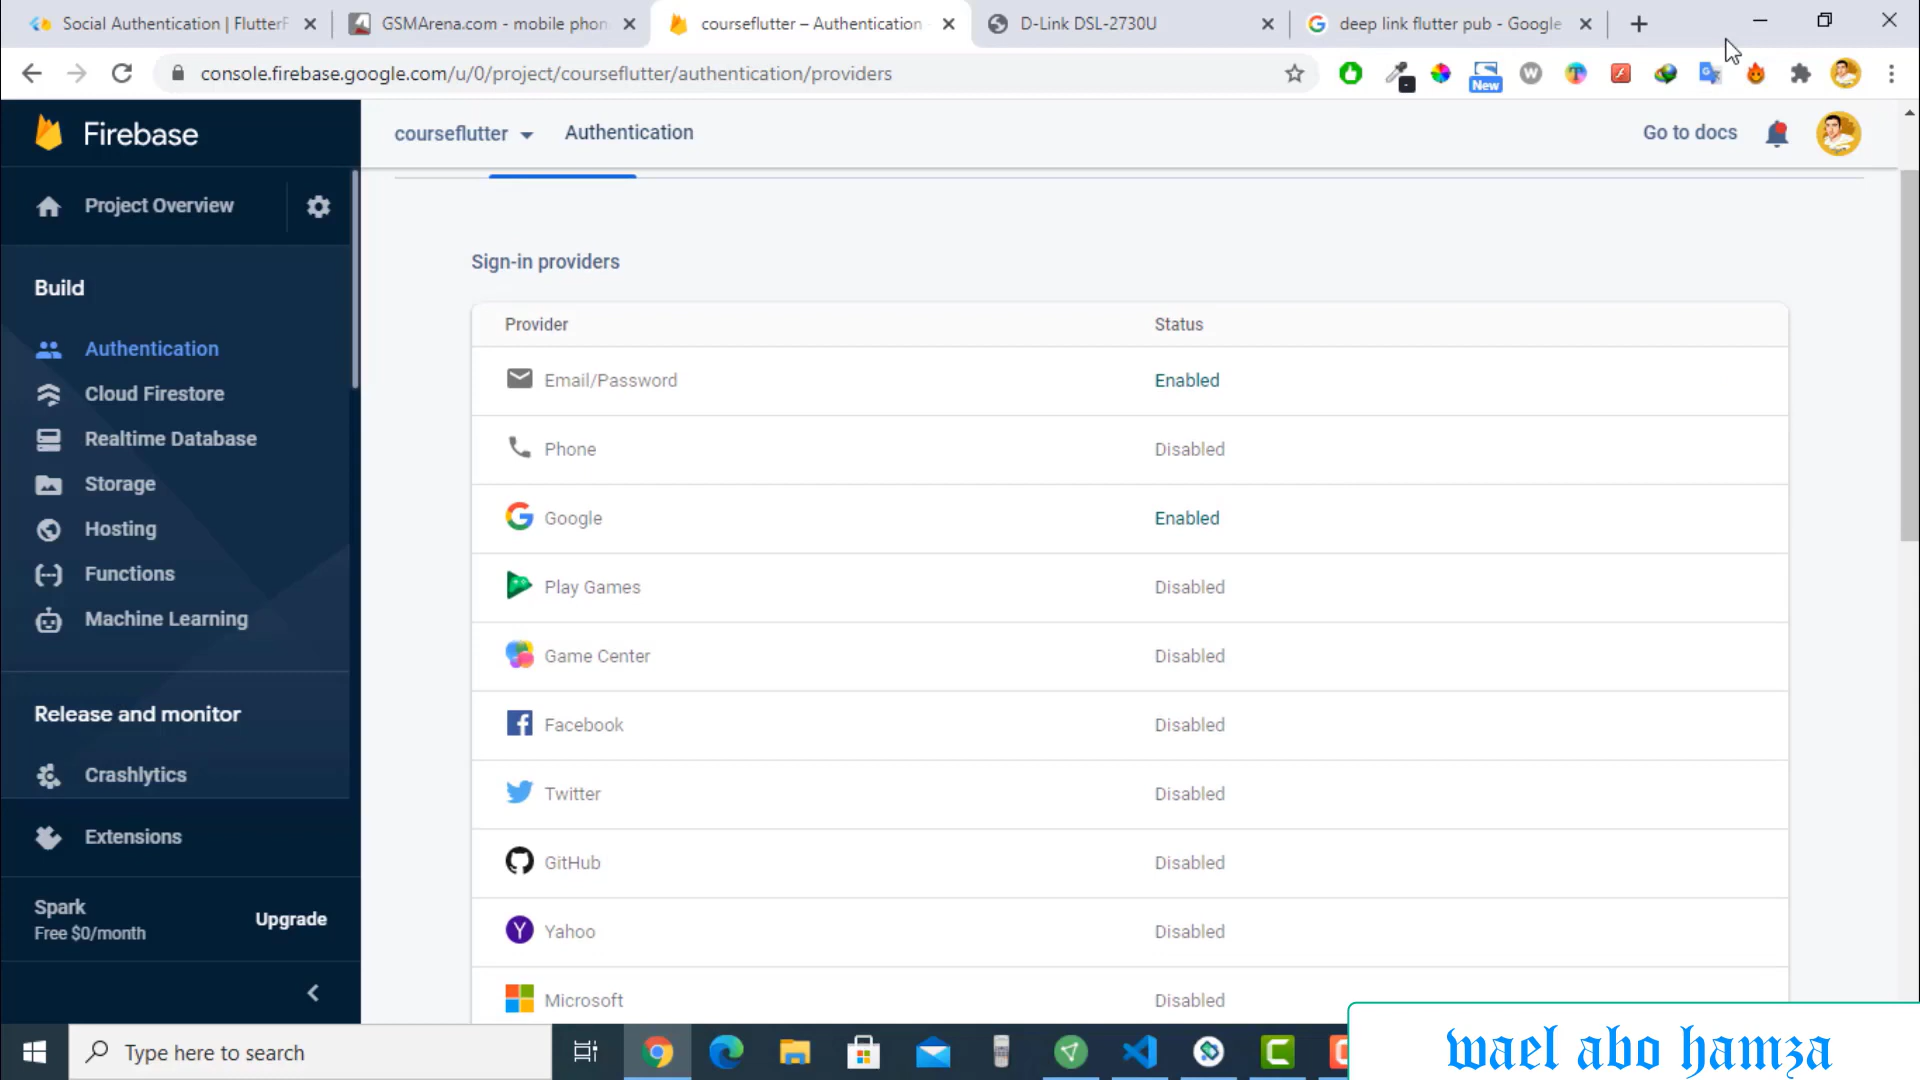 Social Authentication | FlutterF
GSMArena.com - mobile phon
courseflutter – Authentication
D-Link DSL-2730U
deep link flutter pub - Google
console.firebase.google.com/u/0/project/courseflutter/authentication/providers
New
Firebase
courseflutter
Authentication
Go to docs
Project Overview
Build
Authentication
Cloud Firestore
Realtime Database
Storage
Hosting
Functions
Machine Learning
Release and monitor
Crashlytics
Extensions
Spark
Free $0/month
Upgrade
Sign-in providers
Provider Status
Email/Password Enabled
Phone Disabled
Google Enabled
Play Games Disabled
Game Center Disabled
Facebook Disabled
Twitter Disabled
GitHub Disabled
Yahoo Disabled
Microsoft Disabled
Type here to search
wael abo hamza